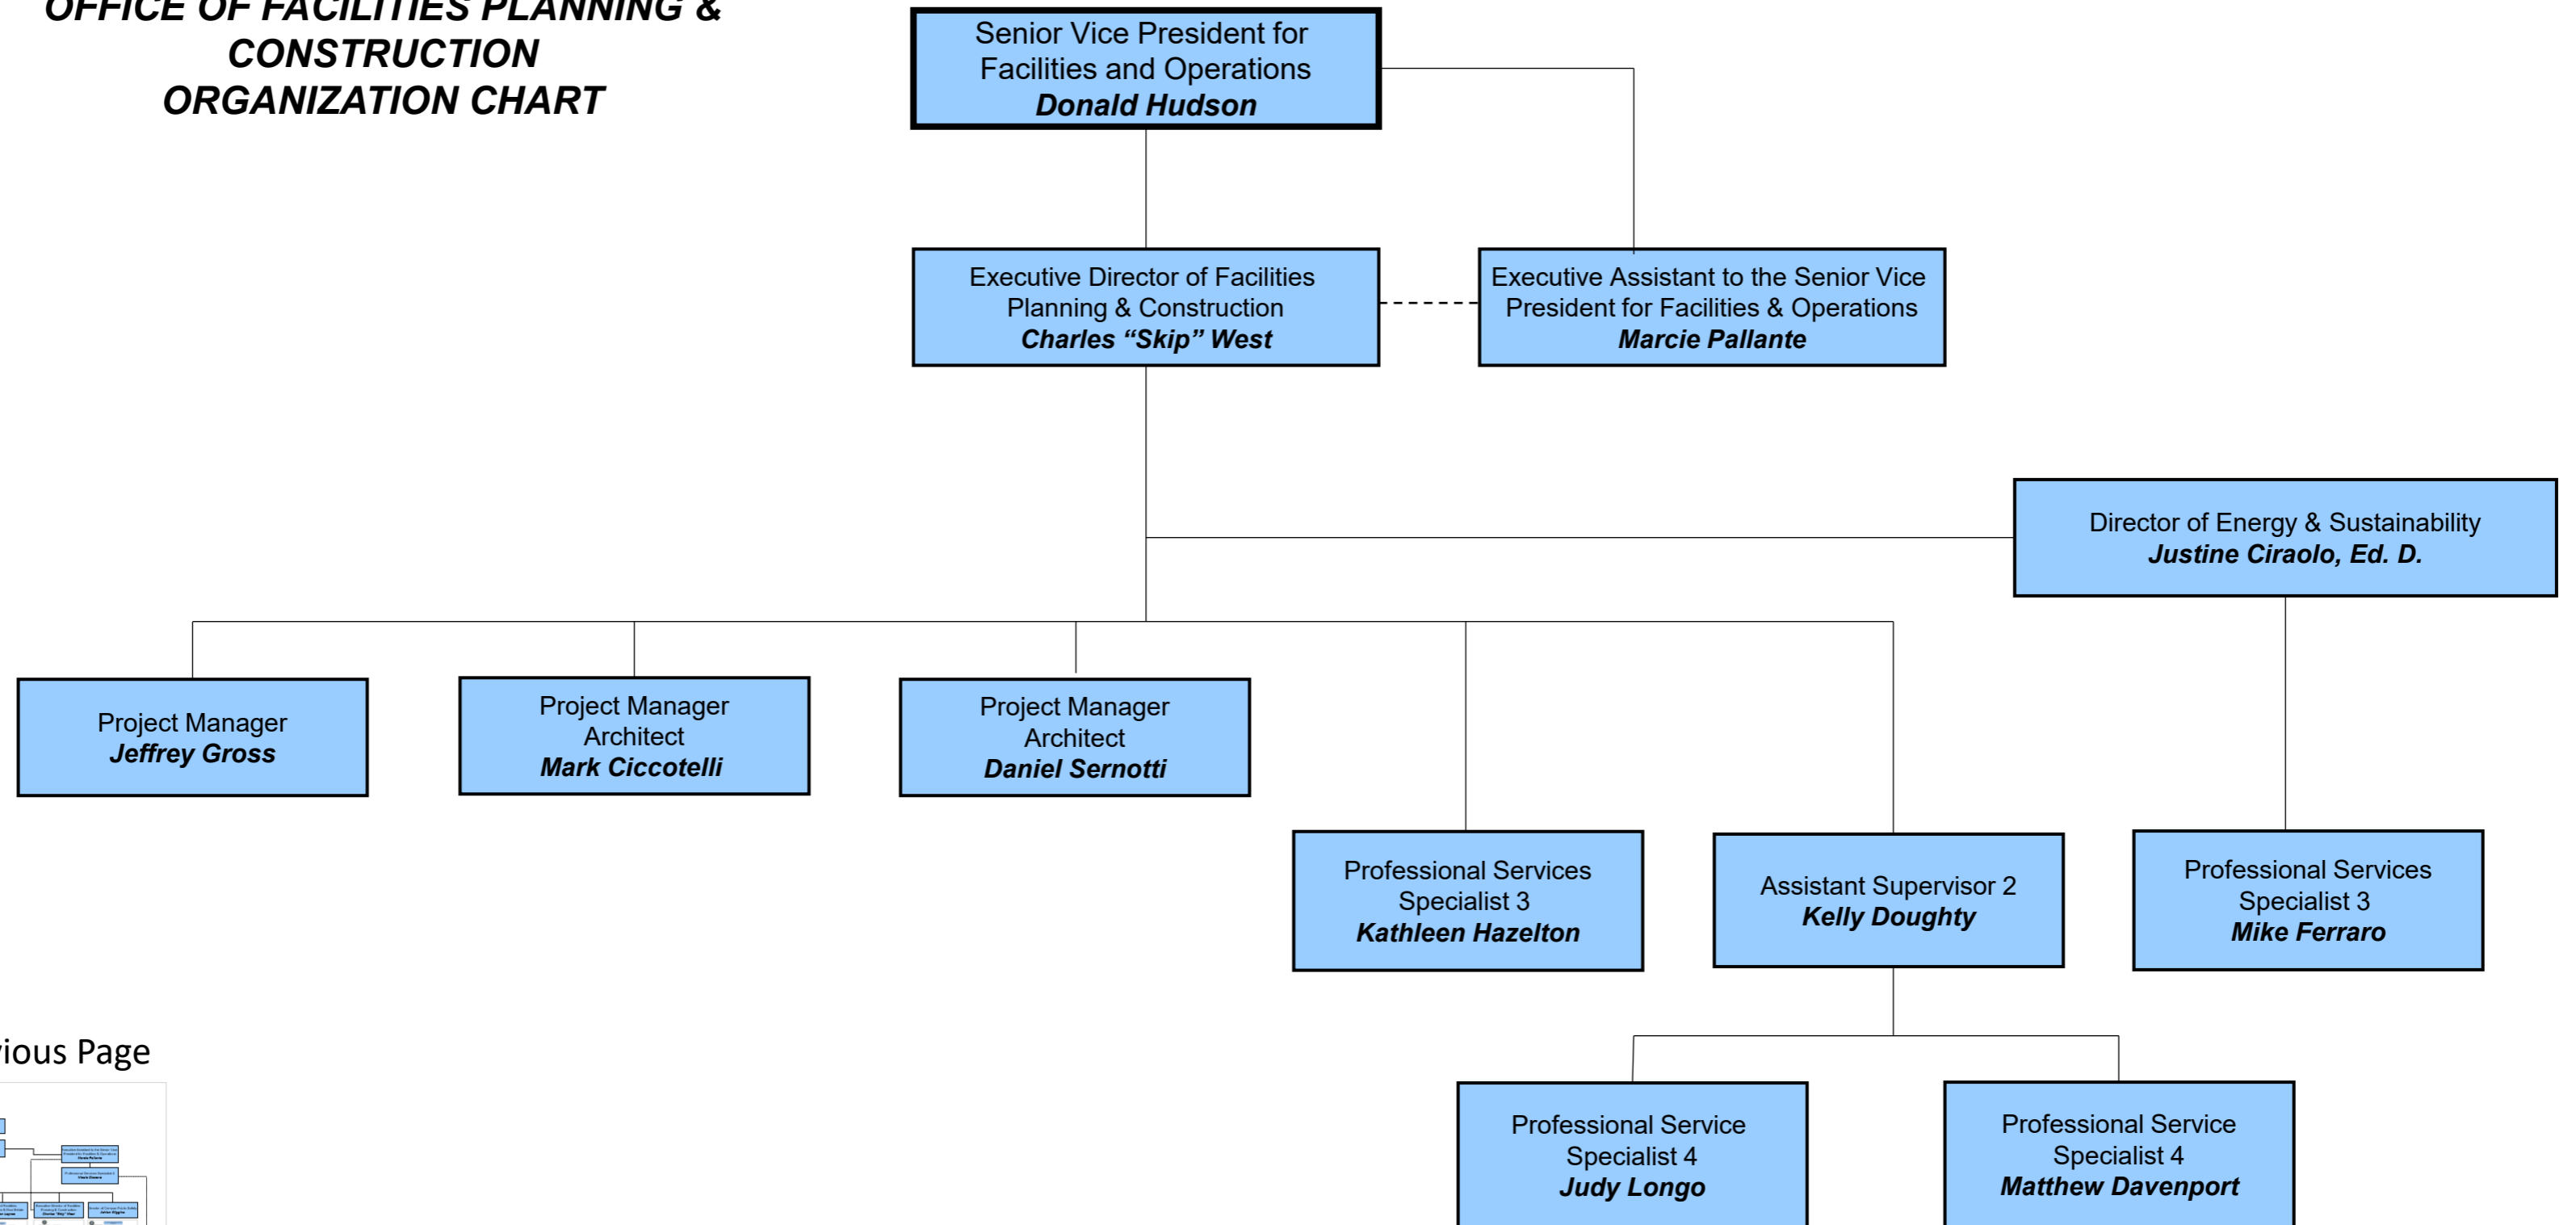 OFFICE OF FACILITIES PLANNING &
CONSTRUCTION
ORGANIZATION CHART
Senior Vice President for
Facilities and Operations
Donald Hudson
Executive Director of Facilities
Planning & Construction
Charles “Skip” West
Executive Assistant to the Senior Vice
President for Facilities & Operations
Marcie Pallante
Director of Energy & Sustainability
Justine Ciraolo, Ed. D.
Project Manager
Jeffrey Gross
Project Manager
Architect
Mark Ciccotelli
Project Manager
Architect
Daniel Sernotti
Professional Services
Specialist 3
Kathleen Hazelton
Assistant Supervisor 2
Kelly Doughty
Professional Services
Specialist 3
Mike Ferraro
Professional Service
Specialist 4
Judy Longo
Professional Service
Specialist 4
Matthew Davenport
Page